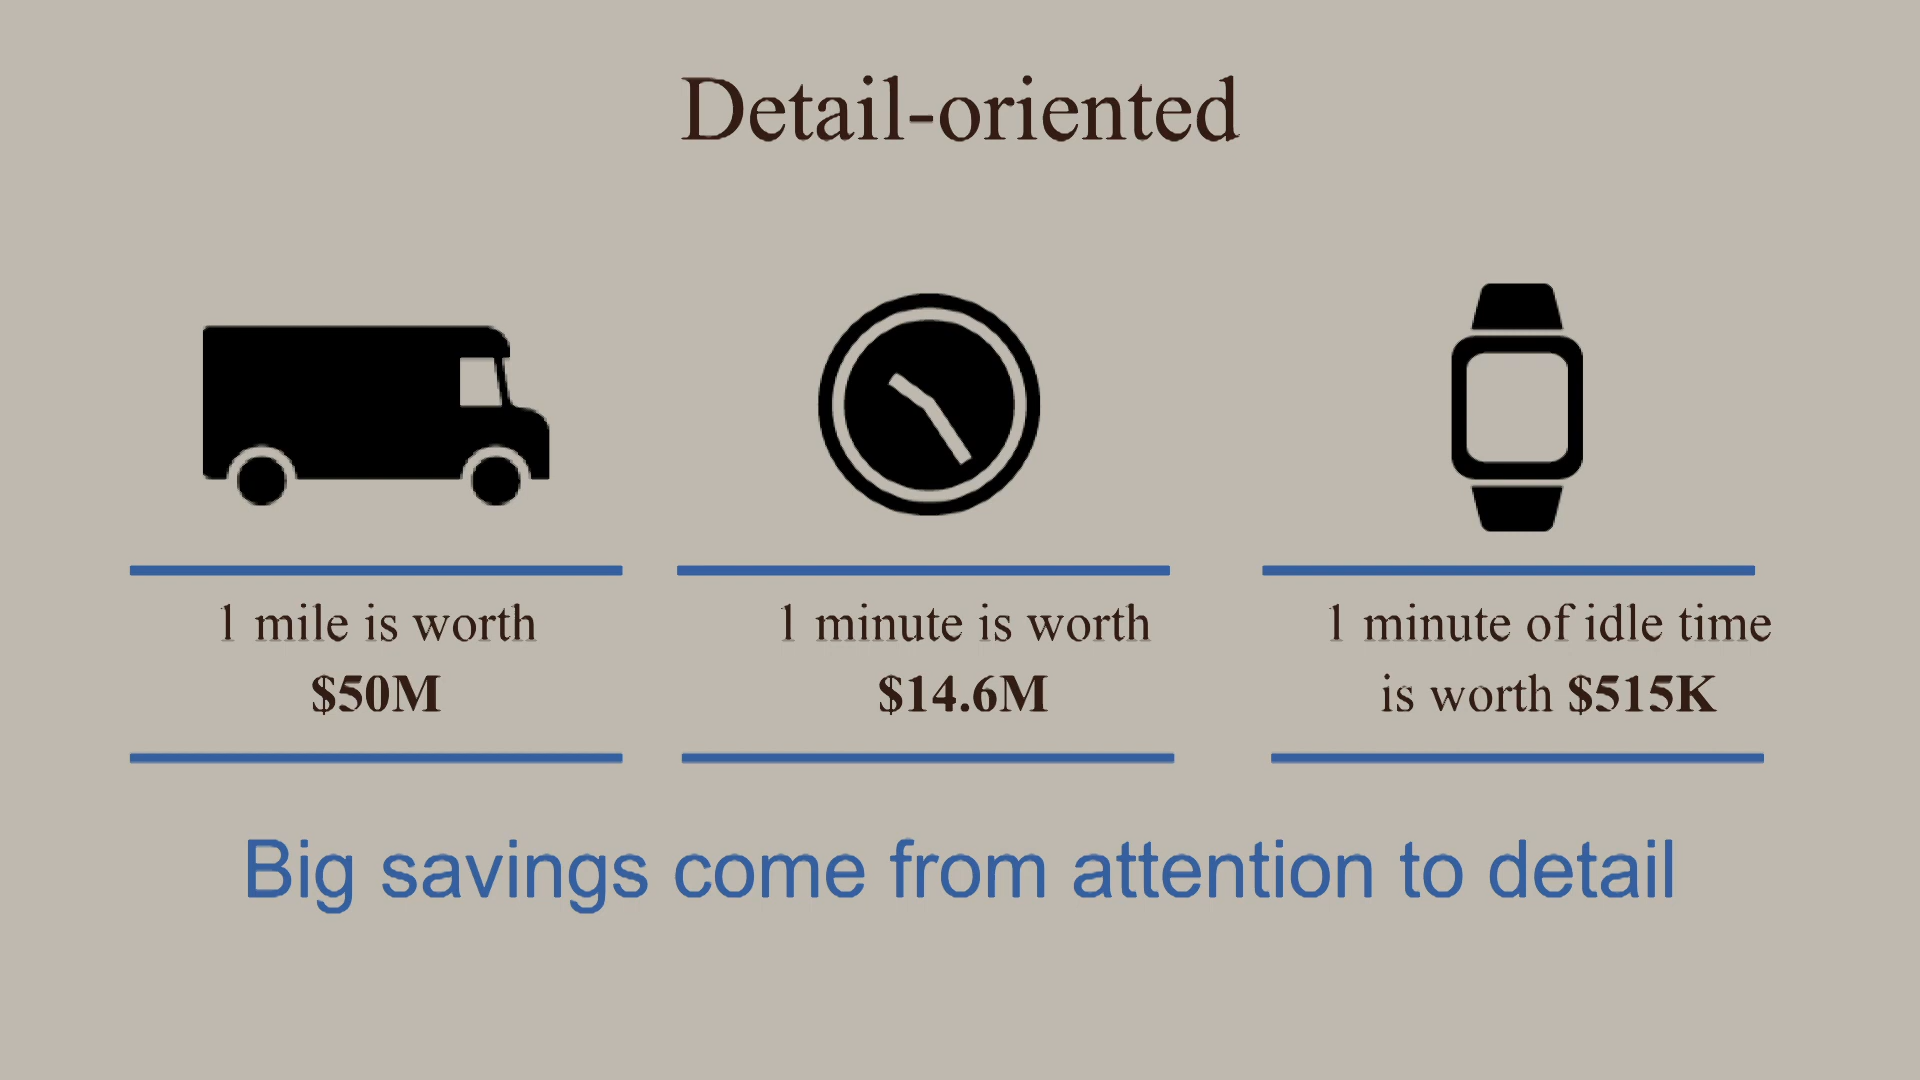 Detail-oriented
1 mile is worth
$50M
1 minute is worth
$14.6M
1 minute of idle time
is worth $515K
Big savings come from attention to detail